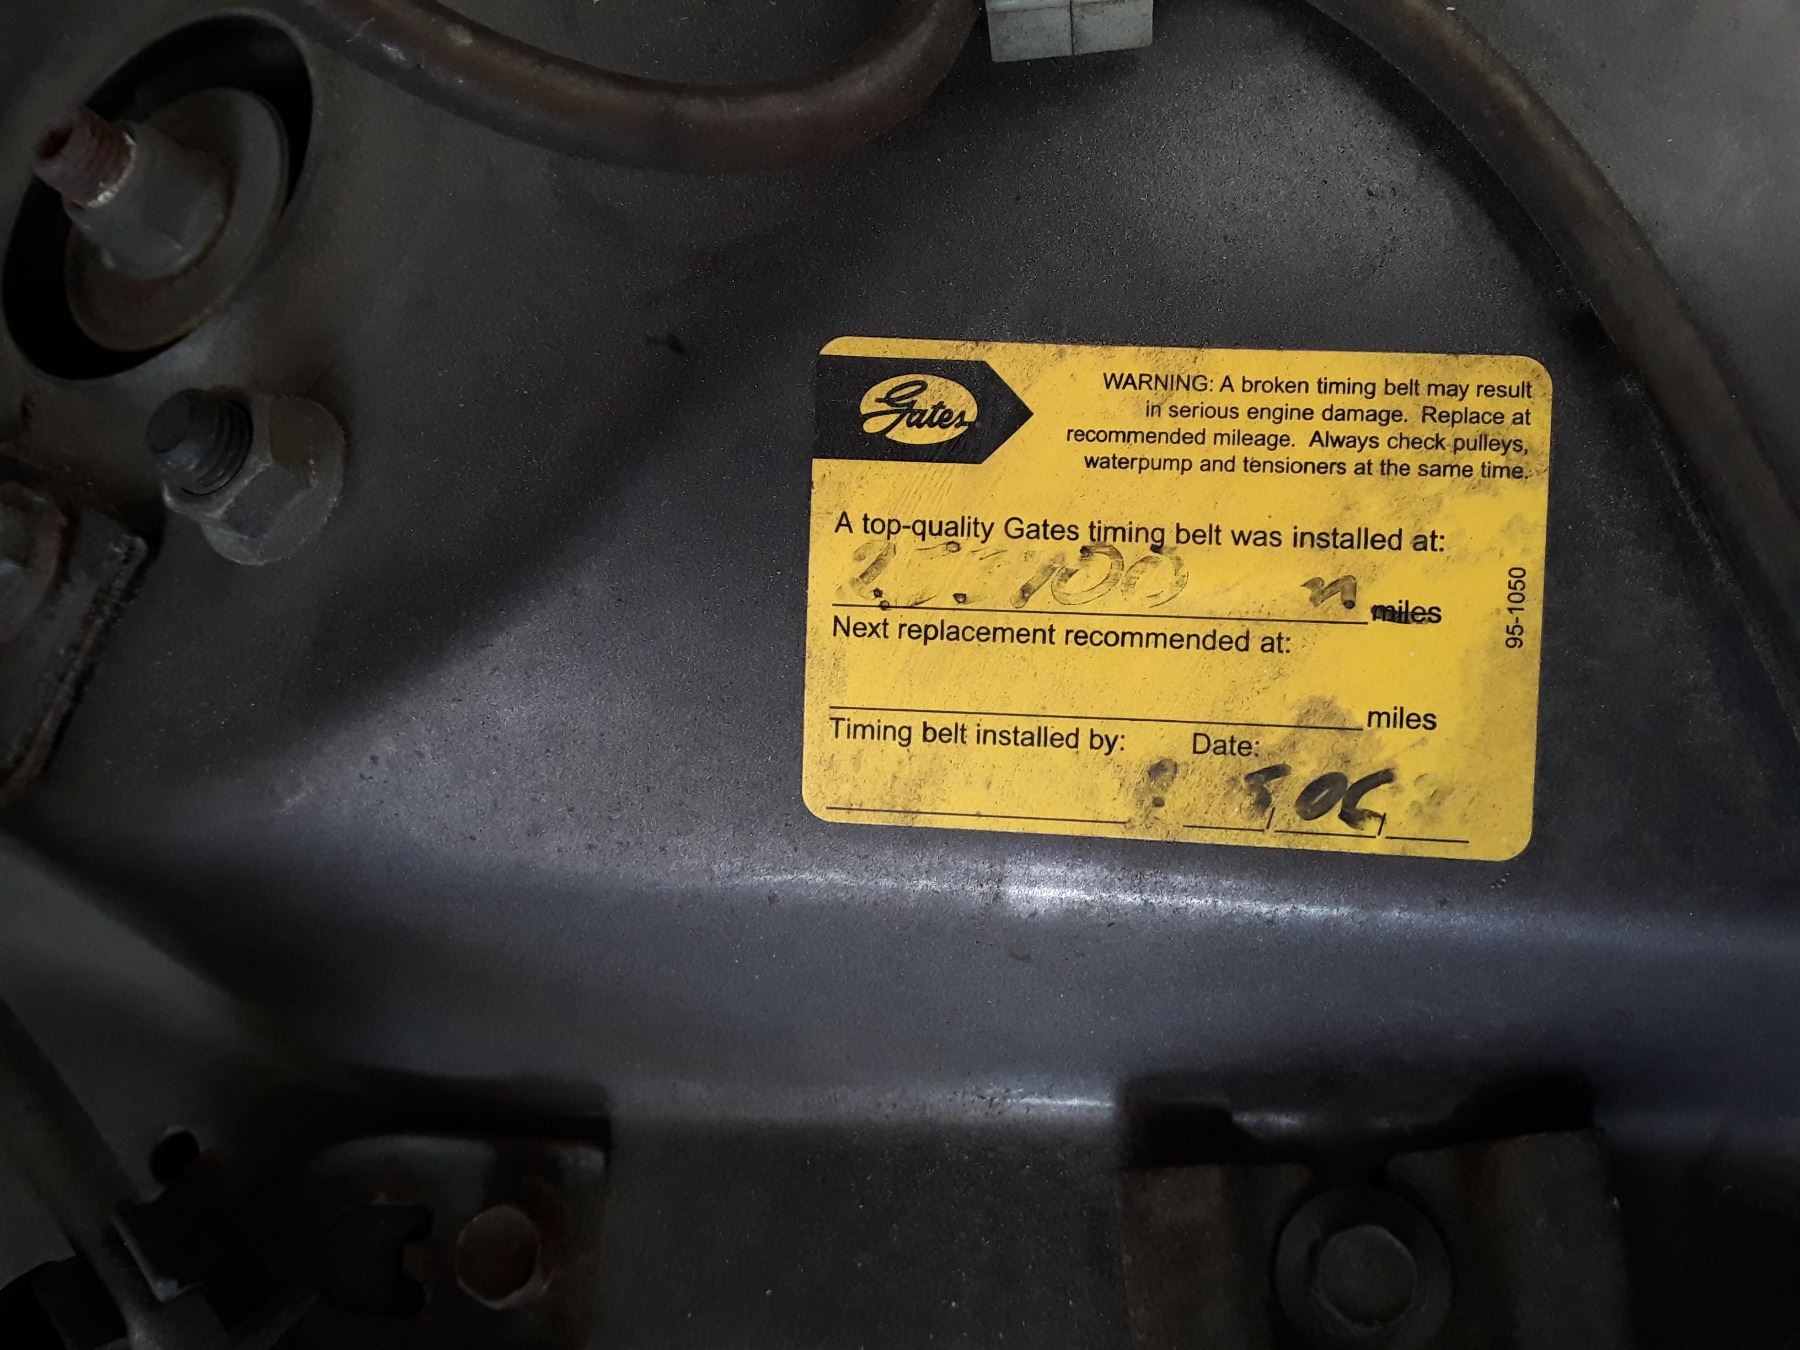 Gates
WARNING: A broken timing belt may result
in serious engine damage. Replace at
recommended mileage. Always check pulleys,
waterpump and tensioners at the same time.
A top-quality Gates timing belt was installed at:
miles
Next replacement recommended at:
miles
Timing belt installed by: Date:
95-1050